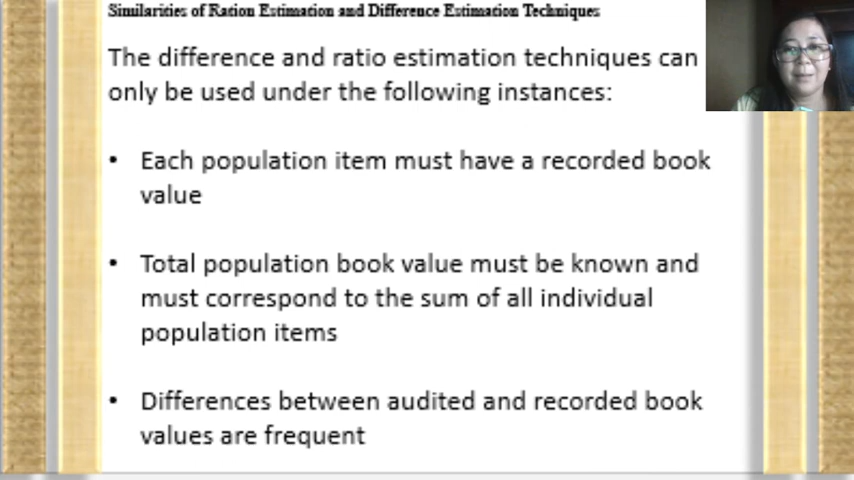 Similarities of Ration Estimation and Difference Estimation Techniques
The difference and ratio estimation techniques can
only be used under the following instances:
• Each population item must have a recorded book
value
• Total population book value must be known and
must correspond to the sum of all individual
population items
• Differences between audited and recorded book
values are frequent